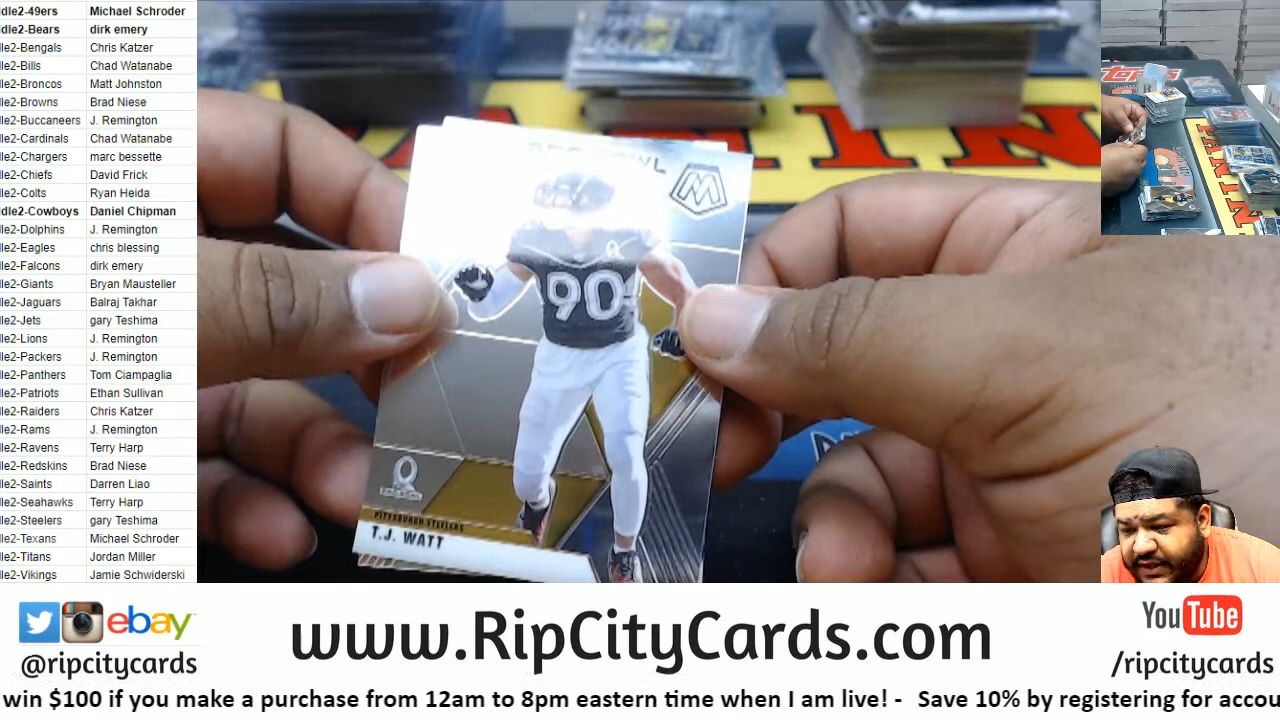 dle2-49ers Michael Schroder
dle2-Bears dirk emery
dle2-Bengals Chris Katzer
dle2-Bills Chad Watanabe
dle2-Broncos Matt Johnston
dle2-Browns Brad Niese
dle2-Buccaneers J. Remington
dle2-Cardinals Chad Watanabe
dle2-Chargers marc bessette
dle2-Chiefs David Frick
dle2-Colts Ryan Heida
dle2-Cowboys Daniel Chipman
dle2-Dolphins J. Remington
dle2-Eagles chris blessing
dle2-Falcons dirk emery
dle2-Giants Bryan Mausteller
dle2-Jaguars Balraj Takhar
dle2-Jets gary Teshima
dle2-Lions J. Remington
dle2-Packers J. Remington
dle2-Panthers Tom Ciampaglia
dle2-Patriots Ethan Sullivan
dle2-Raiders Chris Katzer
dle2-Rams J. Remington
dle2-Ravens Terry Harp
dle2-Redskins Brad Niese
dle2-Saints Darren Liao
dle2-Seahawks Terry Harp
dle2-Steelers gary Teshima
dle2-Texans Michael Schroder
dle2-Titans Jordan Miller
dle2-Vikings Jamie Schwiderski
PANINI
M
90
PITTSBURGH STEELERS
T.J. WATT
Topps
ebay
@ripcitycards
www.RipCityCards.com
YouTube
/ripcitycards
win $100 if you make a purchase from 12am to 8pm eastern time when I am live! - Save 10% by registering for accou